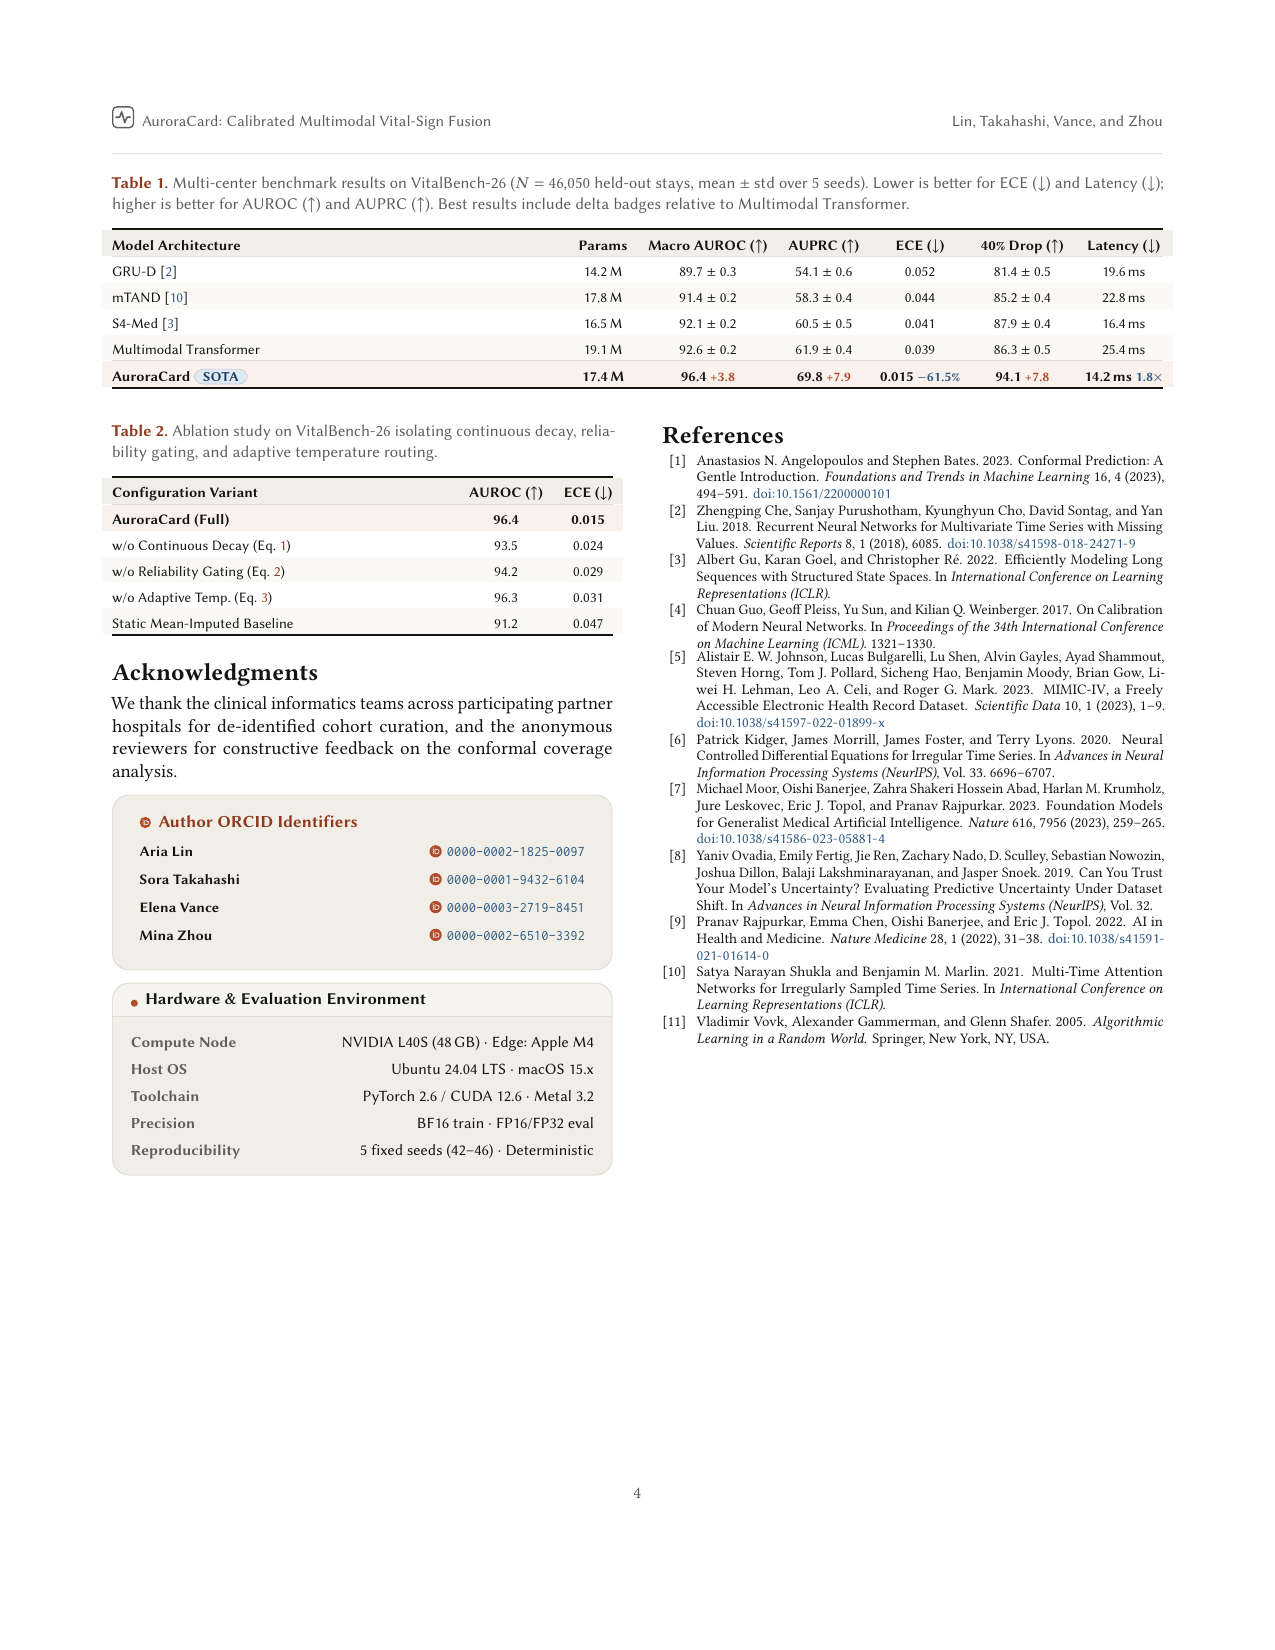 AuroraCard: Calibrated Multimodal Vital-Sign Fusion
Lin, Takahashi, Vance, and Zhou
Table 1. Multi-center benchmark results on VitalBench-26 (N = 46,050 held-out stays, mean ± std over 5 seeds). Lower is better for ECE (↓) and Latency (↓);
higher is better for AUROC (↑) and AUPRC (↑). Best results include delta badges relative to Multimodal Transformer.
Model Architecture Params Macro AUROC (↑) AUPRC (↑) ECE (↓) 40% Drop (↑) Latency (↓)
GRU-D [2] 14.2 M 89.7 ± 0.3 54.1 ± 0.6 0.052 81.4 ± 0.5 19.6 ms
mTAND [10] 17.8 M 91.4 ± 0.2 58.3 ± 0.4 0.044 85.2 ± 0.4 22.8 ms
S4-Med [3] 16.5 M 92.1 ± 0.2 60.5 ± 0.5 0.041 87.9 ± 0.4 16.4 ms
Multimodal Transformer 19.1 M 92.6 ± 0.2 61.9 ± 0.4 0.039 86.3 ± 0.5 25.4 ms
AuroraCard SOTA 17.4 M 96.4 +3.8 69.8 +7.9 0.015 −61.5% 94.1 +7.8 14.2 ms 1.8×
Table 2. Ablation study on VitalBench-26 isolating continuous decay, relia-
bility gating, and adaptive temperature routing.
Configuration Variant AUROC (↑) ECE (↓)
AuroraCard (Full) 96.4 0.015
w/o Continuous Decay (Eq. 1) 93.5 0.024
w/o Reliability Gating (Eq. 2) 94.2 0.029
w/o Adaptive Temp. (Eq. 3) 96.3 0.031
Static Mean-Imputed Baseline 91.2 0.047
Acknowledgments
We thank the clinical informatics teams across participating partner
hospitals for de-identified cohort curation, and the anonymous
reviewers for constructive feedback on the conformal coverage
analysis.
Author ORCID Identifiers
Aria Lin iD 0000-0002-1825-0097
Sora Takahashi iD 0000-0001-9432-6104
Elena Vance iD 0000-0003-2719-8451
Mina Zhou iD 0000-0002-6510-3392
Hardware & Evaluation Environment
Compute Node NVIDIA L40S (48 GB) · Edge: Apple M4
Host OS Ubuntu 24.04 LTS · macOS 15.x
Toolchain PyTorch 2.6 / CUDA 12.6 · Metal 3.2
Precision BF16 train · FP16/FP32 eval
Reproducibility 5 fixed seeds (42–46) · Deterministic
References
[1] Anastasios N. Angelopoulos and Stephen Bates. 2023. Conformal Prediction: A
Gentle Introduction. Foundations and Trends in Machine Learning 16, 4 (2023),
494–591. doi:10.1561/2200000101
[2] Zhengping Che, Sanjay Purushotham, Kyunghyun Cho, David Sontag, and Yan
Liu. 2018. Recurrent Neural Networks for Multivariate Time Series with Missing
Values. Scientific Reports 8, 1 (2018), 6085. doi:10.1038/s41598-018-24271-9
[3] Albert Gu, Karan Goel, and Christopher Ré. 2022. Efficiently Modeling Long
Sequences with Structured State Spaces. In International Conference on Learning
Representations (ICLR).
[4] Chuan Guo, Geoff Pleiss, Yu Sun, and Kilian Q. Weinberger. 2017. On Calibration
of Modern Neural Networks. In Proceedings of the 34th International Conference
on Machine Learning (ICML). 1321–1330.
[5] Alistair E. W. Johnson, Lucas Bulgarelli, Lu Shen, Alvin Gayles, Ayad Shammout,
Steven Horng, Tom J. Pollard, Sicheng Hao, Benjamin Moody, Brian Gow, Li-
wei H. Lehman, Leo A. Celi, and Roger G. Mark. 2023. MIMIC-IV, a Freely
Accessible Electronic Health Record Dataset. Scientific Data 10, 1 (2023), 1–9.
doi:10.1038/s41597-022-01899-x
[6] Patrick Kidger, James Morrill, James Foster, and Terry Lyons. 2020. Neural
Controlled Differential Equations for Irregular Time Series. In Advances in Neural
Information Processing Systems (NeurIPS), Vol. 33. 6696–6707.
[7] Michael Moor, Oishi Banerjee, Zahra Shakeri Hossein Abad, Harlan M. Krumholz,
Jure Leskovec, Eric J. Topol, and Pranav Rajpurkar. 2023. Foundation Models
for Generalist Medical Artificial Intelligence. Nature 616, 7956 (2023), 259–265.
doi:10.1038/s41586-023-05881-4
[8] Yaniv Ovadia, Emily Fertig, Jie Ren, Zachary Nado, D. Sculley, Sebastian Nowozin,
Joshua Dillon, Balaji Lakshminarayanan, and Jasper Snoek. 2019. Can You Trust
Your Model's Uncertainty? Evaluating Predictive Uncertainty Under Dataset
Shift. In Advances in Neural Information Processing Systems (NeurIPS), Vol. 32.
[9] Pranav Rajpurkar, Emma Chen, Oishi Banerjee, and Eric J. Topol. 2022. AI in
Health and Medicine. Nature Medicine 28, 1 (2022), 31–38. doi:10.1038/s41591-
021-01614-0
[10] Satya Narayan Shukla and Benjamin M. Marlin. 2021. Multi-Time Attention
Networks for Irregularly Sampled Time Series. In International Conference on
Learning Representations (ICLR).
[11] Vladimir Vovk, Alexander Gammerman, and Glenn Shafer. 2005. Algorithmic
Learning in a Random World. Springer, New York, NY, USA.
4